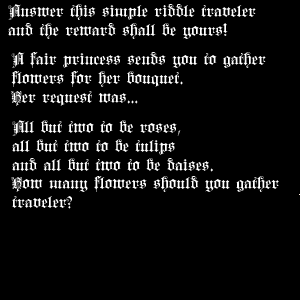 Answer this simple riddle traveler
and the reward shall be yours!
A fair princess sends you to gather
flowers for her bouquet.
Her request was...
All but two to be roses,
all but two to be tulips
and all but two to be daises.
How many flowers should you gather
traveler?